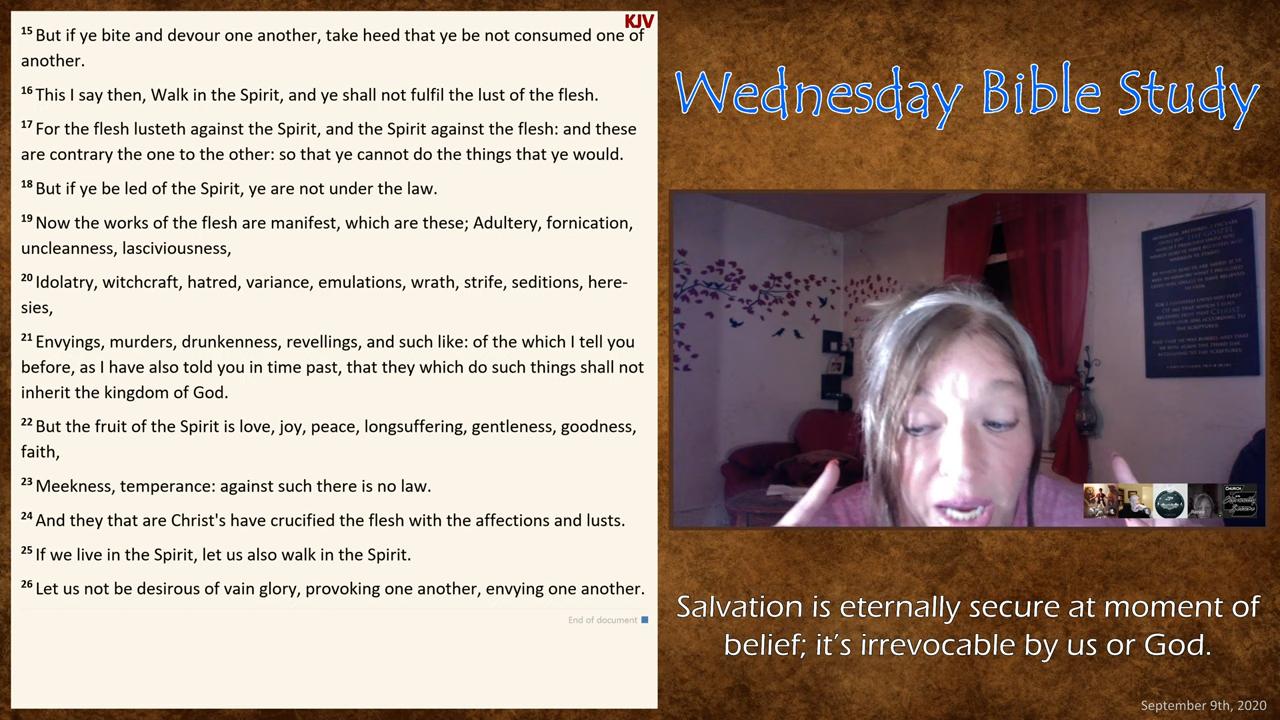 KJV
15 But if ye bite and devour one another, take heed that ye be not consumed one of
another.
16 This I say then, Walk in the Spirit, and ye shall not fulfil the lust of the flesh.
17 For the flesh lusteth against the Spirit, and the Spirit against the flesh: and these
are contrary the one to the other: so that ye cannot do the things that ye would.
18 But if ye be led of the Spirit, ye are not under the law.
19 Now the works of the flesh are manifest, which are these; Adultery, fornication,
uncleanness, lasciviousness,
20 Idolatry, witchcraft, hatred, variance, emulations, wrath, strife, seditions, here-
sies,
21 Envyings, murders, drunkenness, revellings, and such like: of the which I tell you
before, as I have also told you in time past, that they which do such things shall not
inherit the kingdom of God.
22 But the fruit of the Spirit is love, joy, peace, longsuffering, gentleness, goodness,
faith,
23 Meekness, temperance: against such there is no law.
24 And they that are Christ's have crucified the flesh with the affections and lusts.
25 If we live in the Spirit, let us also walk in the Spirit.
26 Let us not be desirous of vain glory, provoking one another, envying one another.
End of document
Wednesday Bible Study
THE GOSPEL
CHRIST
CHURCH
Salvation is eternally secure at moment of
belief; it's irrevocable by us or God.
September 9th, 2020